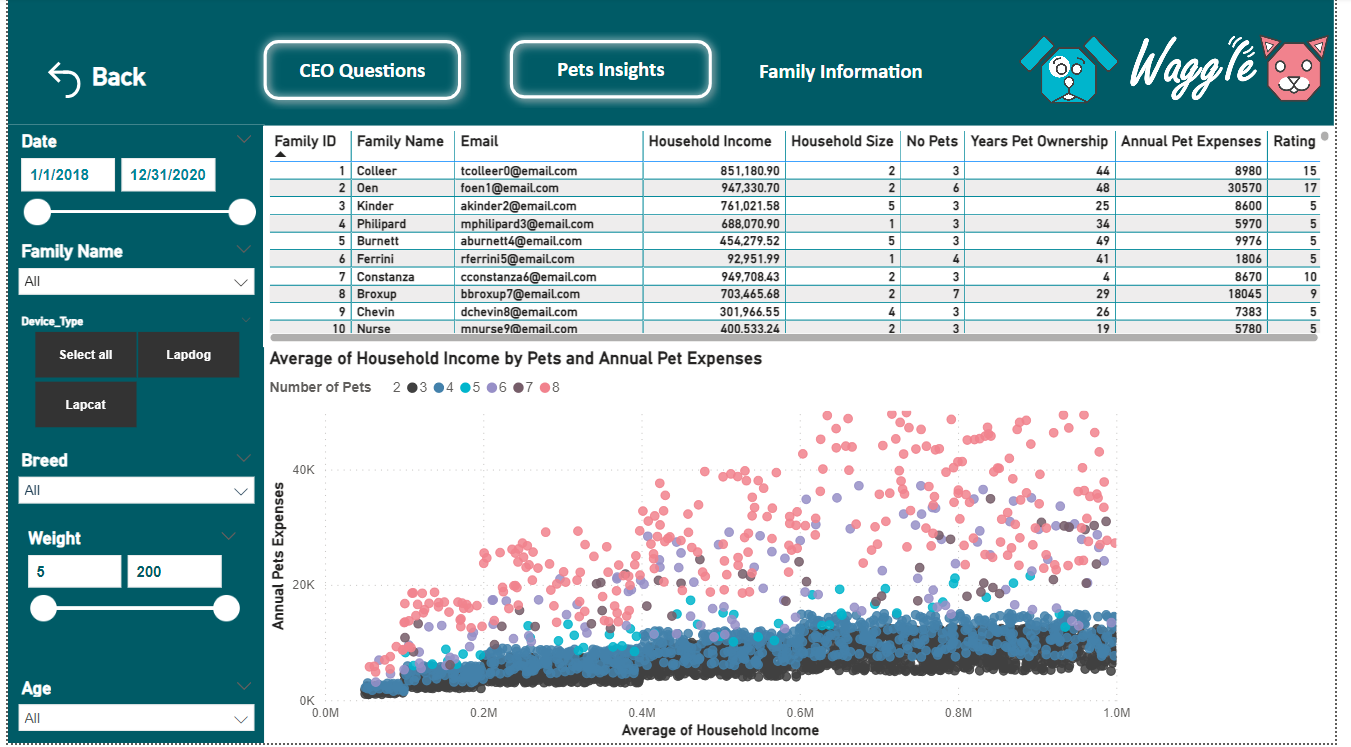 Back
CEO Questions
Pets Insights
Family Information
Waggle
Date
1/1/2018 12/31/2020
Family Name
All
Device_Type
Select all Lapdog
Lapcat
Breed
All
Weight
5 200
Age
All
Family ID Family Name Email Household Income Household Size No Pets Years Pet Ownership Annual Pet Expenses Rating
1 Colleer tcolleer0@email.com 851,180.90 2 3 44 8980 15
2 Oen foen1@email.com 947,330.70 2 6 48 30570 17
3 Kinder akinder2@email.com 761,021.58 5 3 25 8600 5
4 Philipard mphilipard3@email.com 688,070.90 1 3 34 5970 5
5 Burnett aburnett4@email.com 454,279.52 5 3 49 9976 5
6 Ferrini rferrini5@email.com 92,951.99 1 4 41 1806 5
7 Constanza cconstanza6@email.com 949,708.43 2 3 4 8670 10
8 Broxup bbroxup7@email.com 703,465.68 2 7 29 18045 9
9 Chevin dchevin8@email.com 301,966.55 4 3 26 7383 5
10 Nurse mnurse9@email.com 400,533.24 2 3 19 5780 5
Average of Household Income by Pets and Annual Pet Expenses
Number of Pets 2 3 4 5 6 7 8
Annual Pets Expenses
40K
20K
0K
0.0M 0.2M 0.4M 0.6M 0.8M 1.0M
Average of Household Income